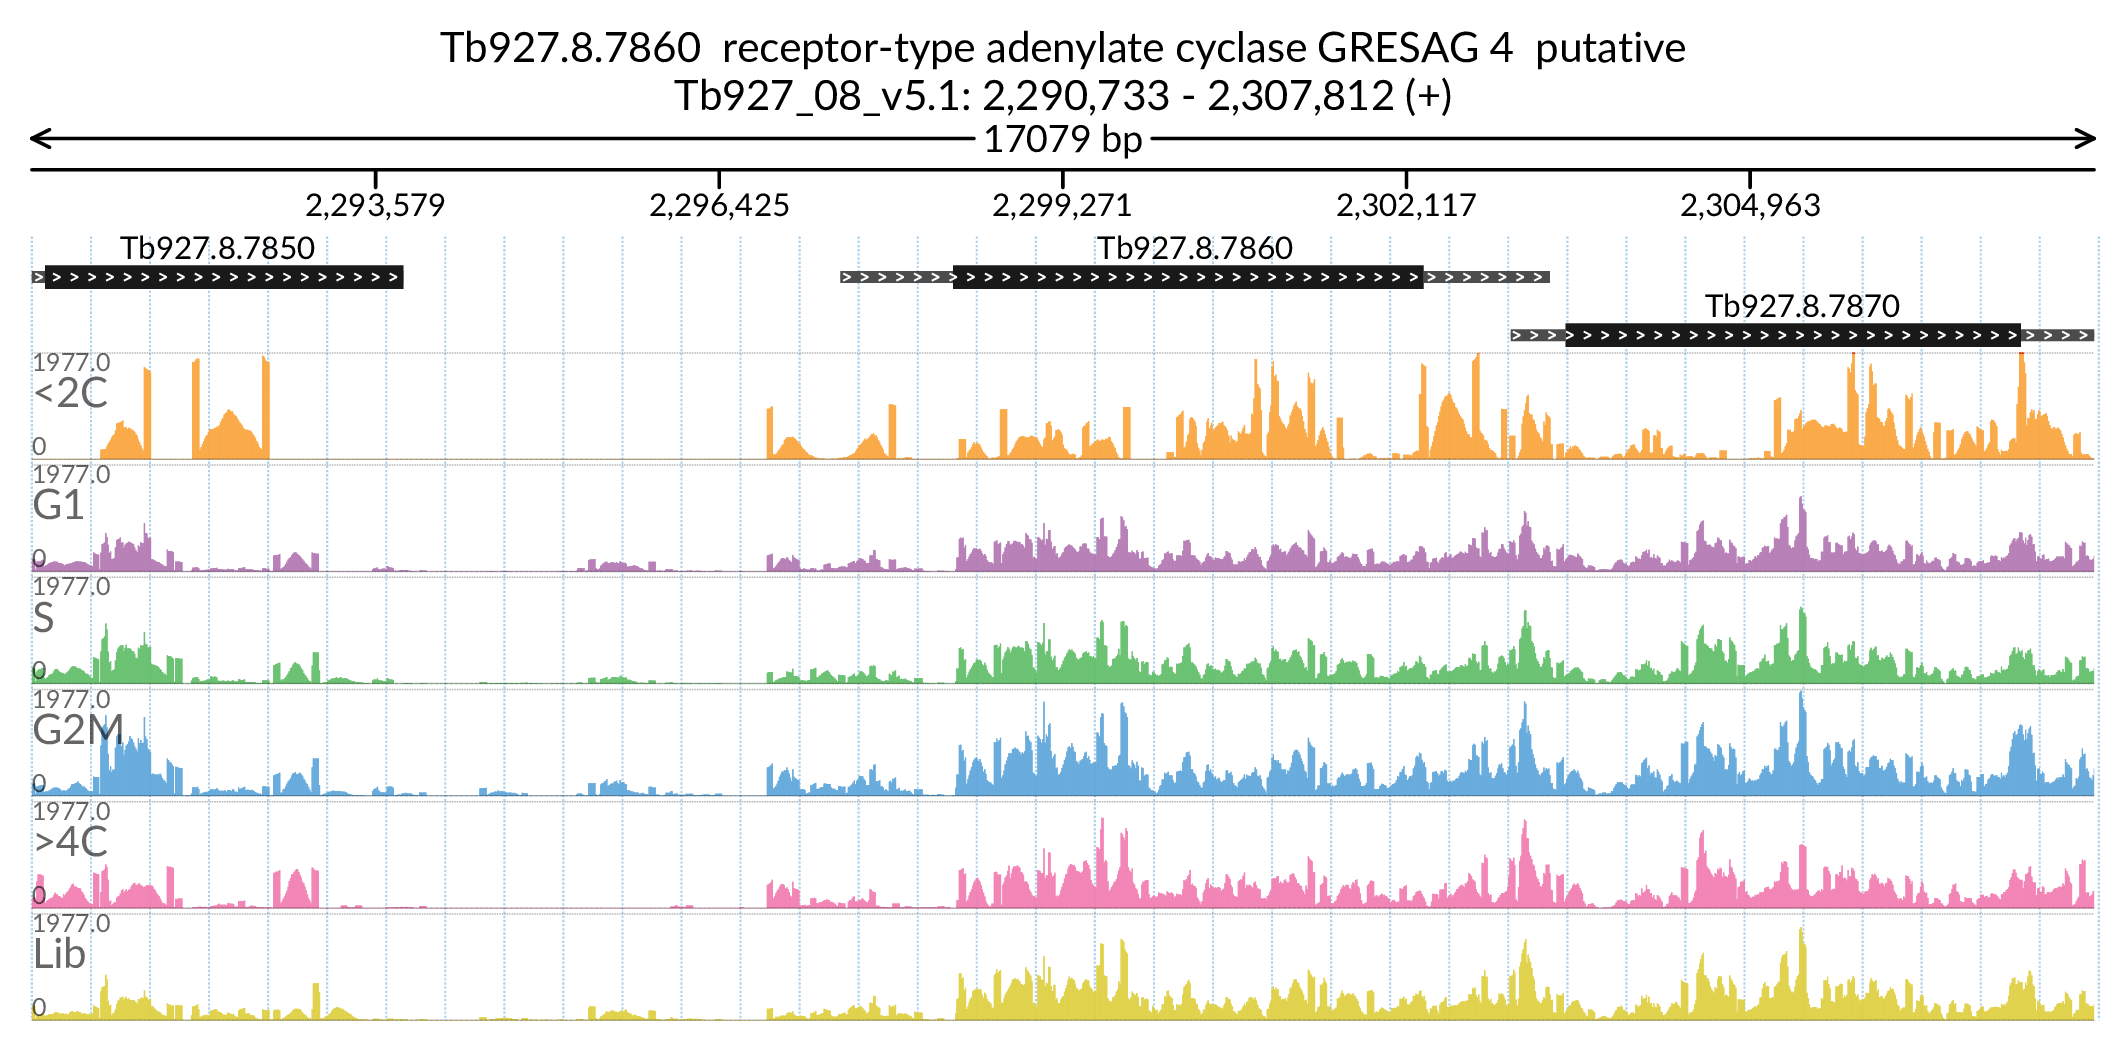 Tb927.8.7860  receptor-type adenylate cyclase GRESAG 4  putative
Tb927_08_v5.1: 2,290,733 - 2,307,812 (+)
17079 bp
2,293,579 2,296,425 2,299,271 2,302,117 2,304,963
Tb927.8.7850 Tb927.8.7860
Tb927.8.7870
1977.0
<2C
0
1977.0
G1
0
1977.0
S
0
1977.0
G2M
0
1977.0
>4C
0
1977.0
Lib
0